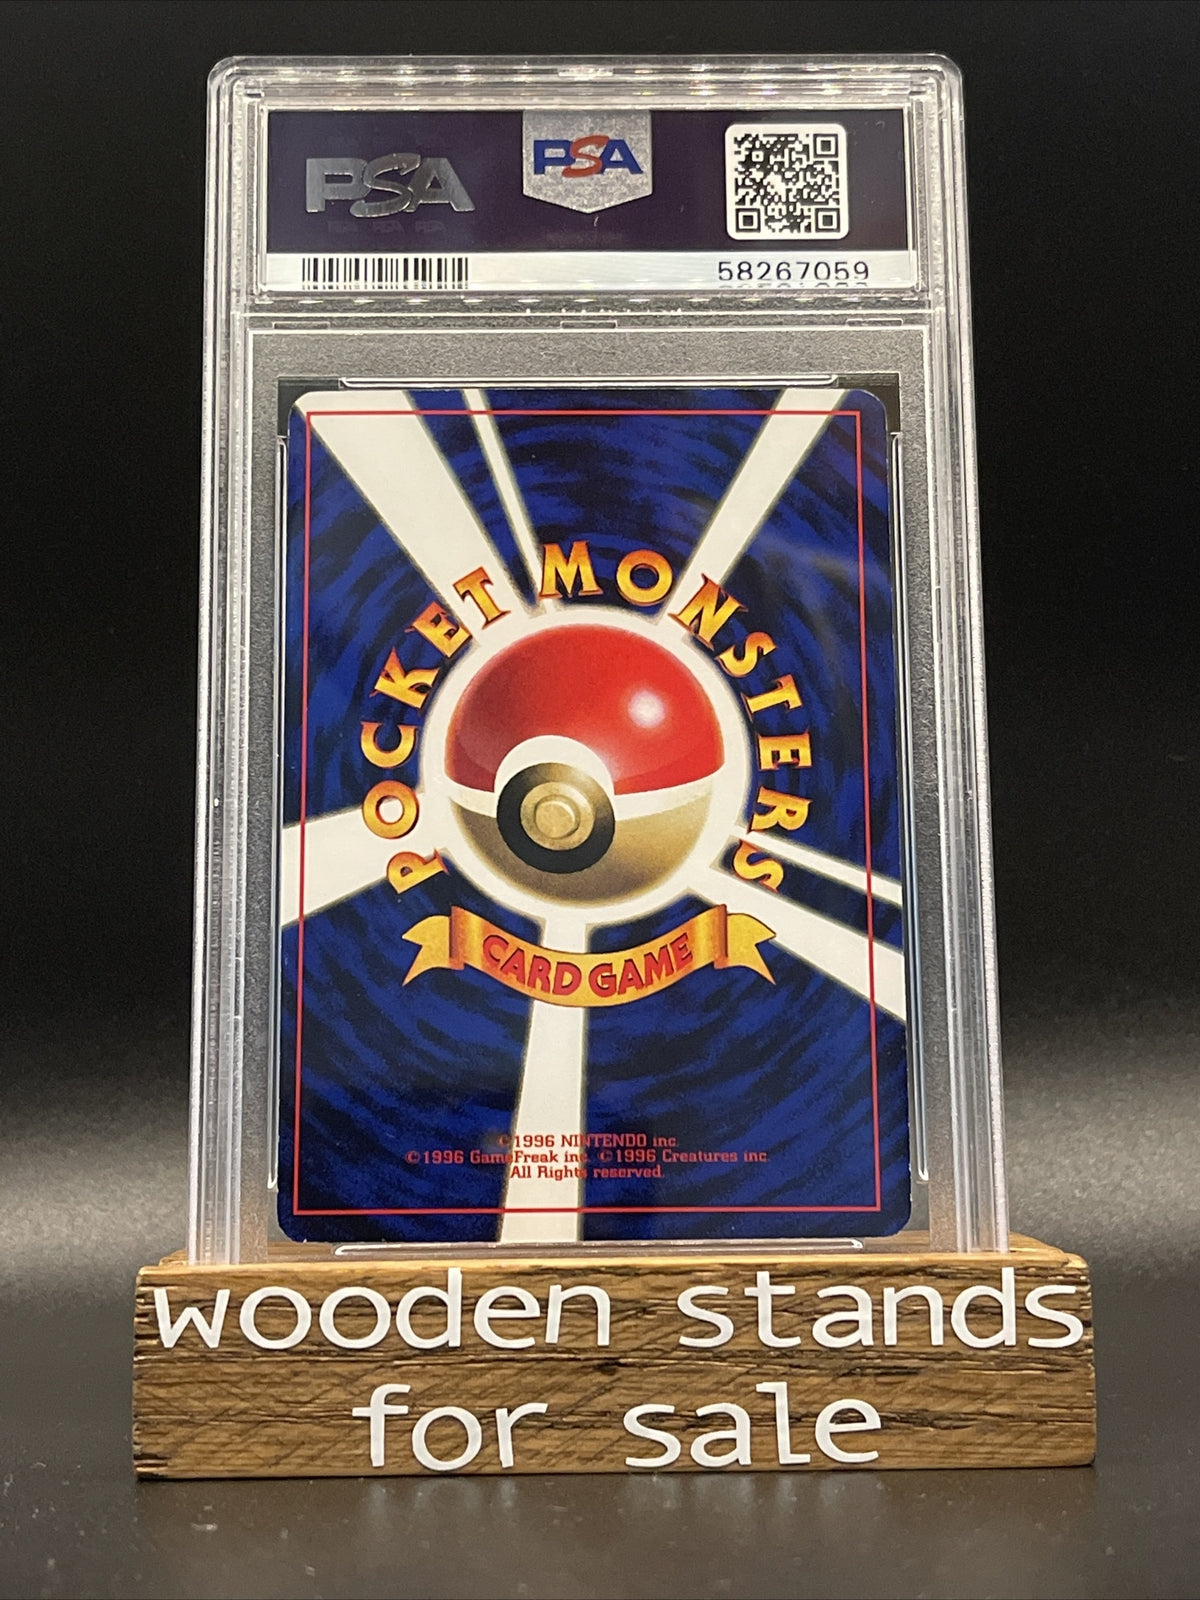 PSA
PSA
58267059
POCKET MONSTERS
CARD GAME
©1996 NINTENDO inc.
©1996 GameFreak inc. ©1996 Creatures inc.
All Rights reserved.
wooden stands
for sale